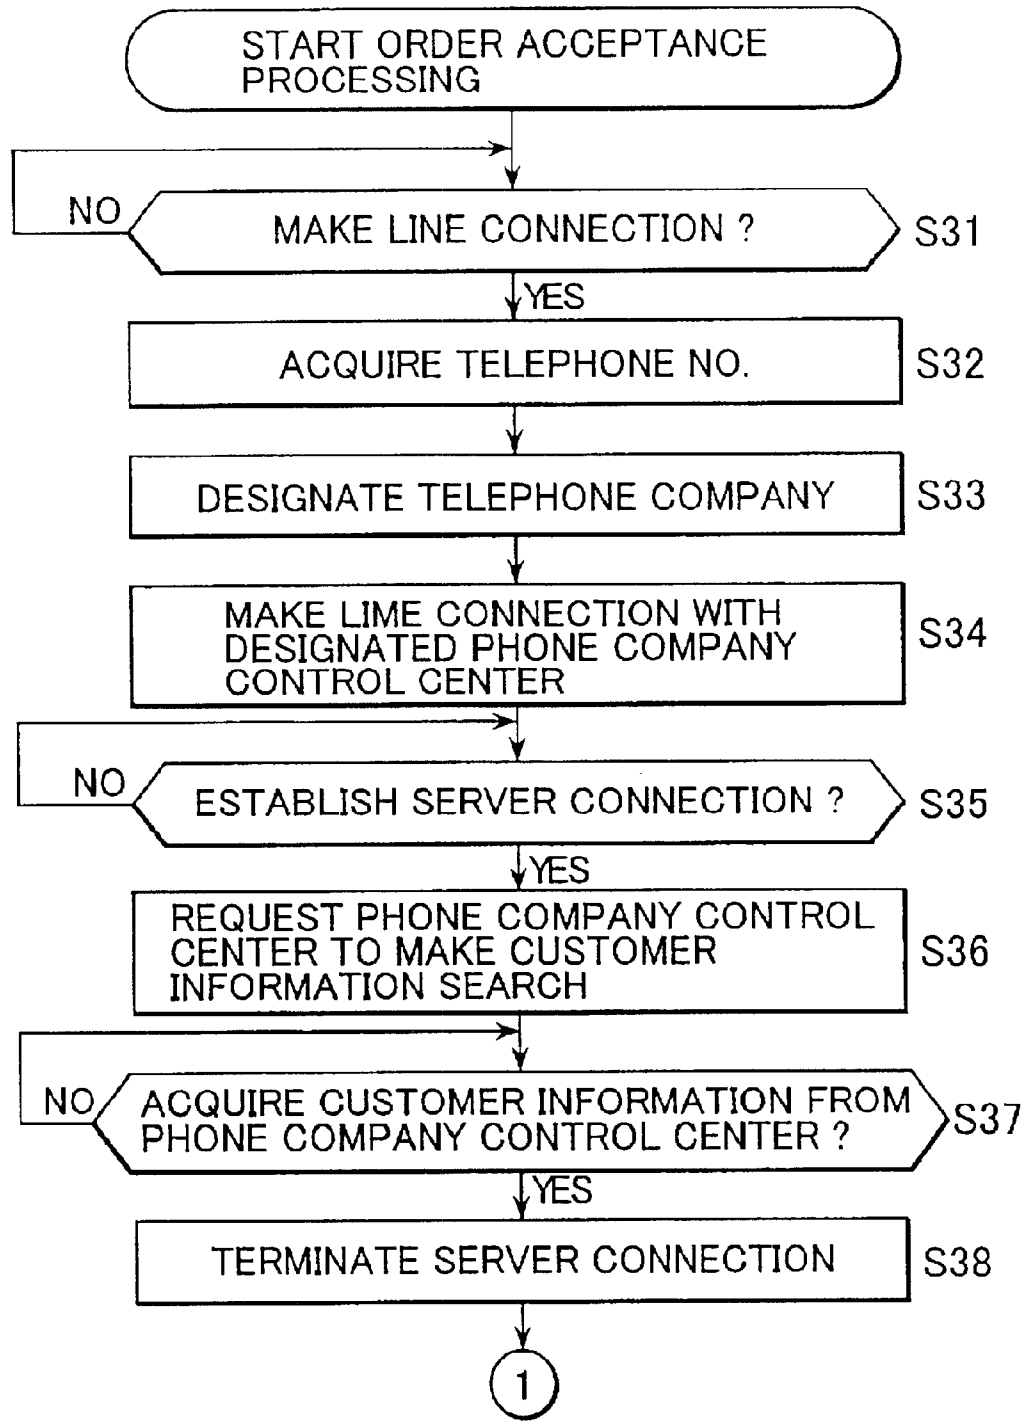 START ORDER ACCEPTANCE
PROCESSING
NO
MAKE LINE CONNECTION ?
S31
YES
ACQUIRE TELEPHONE NO.
S32
DESIGNATE TELEPHONE COMPANY
S33
MAKE LIME CONNECTION WITH
DESIGNATED PHONE COMPANY
CONTROL CENTER
S34
NO
ESTABLISH SERVER CONNECTION ?
S35
YES
REQUEST PHONE COMPANY CONTROL
CENTER TO MAKE CUSTOMER
INFORMATION SEARCH
S36
NO
ACQUIRE CUSTOMER INFORMATION FROM
PHONE COMPANY CONTROL CENTER ?
S37
YES
TERMINATE SERVER CONNECTION
S38
1